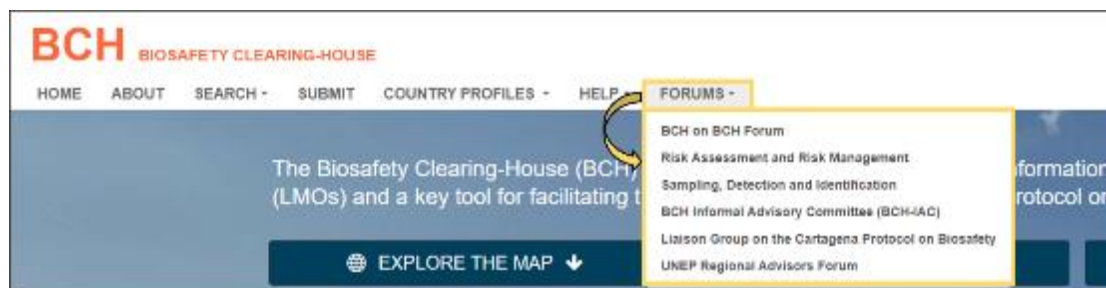 BCH BIOSAFETY CLEARING-HOUSE
HOME ABOUT SEARCH - SUBMIT COUNTRY PROFILES - HELP - FORUMS -
BCH on BCH Forum
Risk Assessment and Risk Management
Sampling, Detection and Identification
BCH Informal Advisory Committee (BCH-IAC)
Liaison Group on the Cartagena Protocol on Biosafety
UNEP Regional Advisors Forum
The Biosafety Clearing-House (BCH)
(LMOs) and a key tool for facilitating
EXPLORE THE MAP